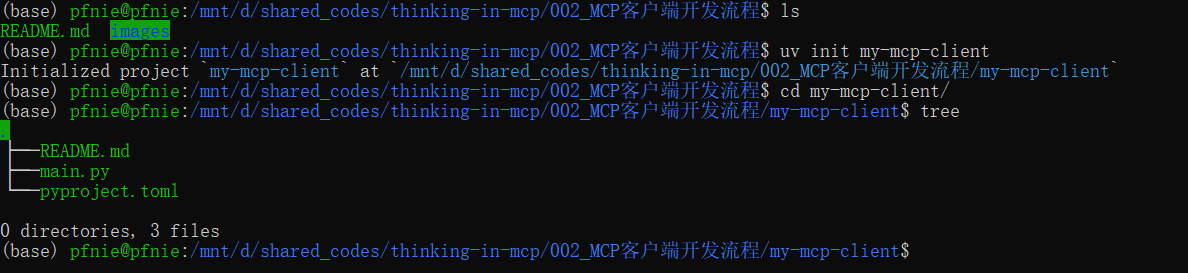 (base) pfnie@pfnie:/mnt/d/shared_codes/thinking-in-mcp/002_MCP客户端开发流程$ ls
README.md  images
(base) pfnie@pfnie:/mnt/d/shared_codes/thinking-in-mcp/002_MCP客户端开发流程$ uv init my-mcp-client
Initialized project `my-mcp-client` at `/mnt/d/shared_codes/thinking-in-mcp/002_MCP客户端开发流程/my-mcp-client`
(base) pfnie@pfnie:/mnt/d/shared_codes/thinking-in-mcp/002_MCP客户端开发流程$ cd my-mcp-client/
(base) pfnie@pfnie:/mnt/d/shared_codes/thinking-in-mcp/002_MCP客户端开发流程/my-mcp-client$ tree
.
├──README.md
├──main.py
└──pyproject.toml
0 directories, 3 files
(base) pfnie@pfnie:/mnt/d/shared_codes/thinking-in-mcp/002_MCP客户端开发流程/my-mcp-client$